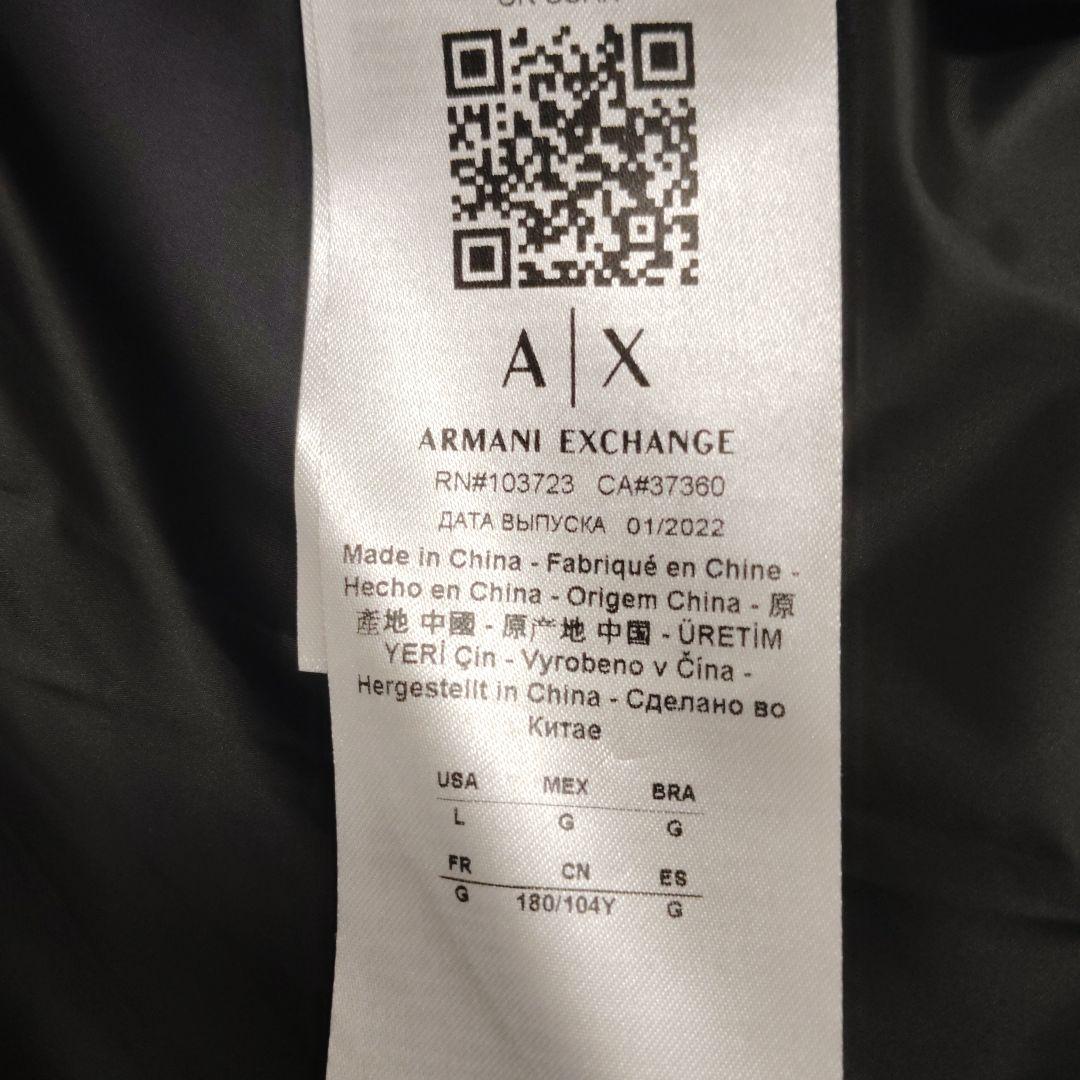 A|X
ARMANI EXCHANGE
RN#103723 CA#37360
ДАТА ВЫПУСКА 01/2022
Made in China - Fabriqué en Chine -
Hecho en China - Origem China - 原
產地 中國 - 原产地 中国 - ÜRETİM
YERİ Çin - Vyrobeno v Čína -
Hergestellt in China - Сделано во
Китае
USA MEX BRA
L G G
FR CN ES
G 180/104Y G